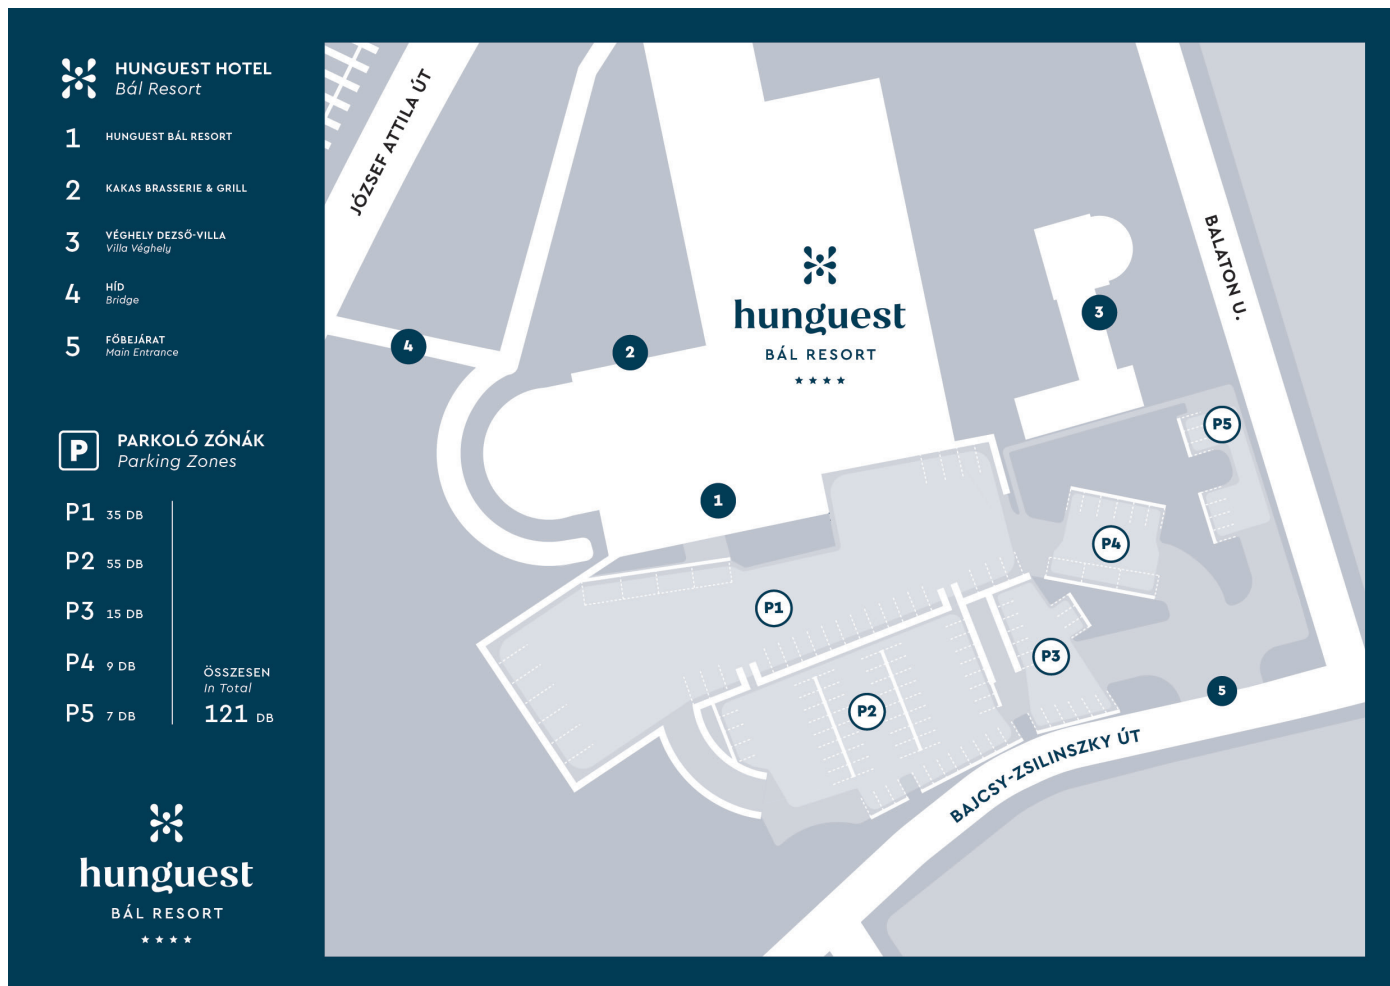 HUNGUEST HOTEL
Bál Resort
1 HUNGUEST BÁL RESORT
2 KAKAS BRASSERIE & GRILL
3 VÉGHELY DEZSŐ-VILLA
Villa Véghely
4 HÍD
Bridge
5 FŐBEJÁRAT
Main Entrance
P PARKOLÓ ZÓNÁK
Parking Zones
P1 35 DB
P2 55 DB
P3 15 DB
P4 9 DB
P5 7 DB
ÖSSZESEN
In Total
121 DB
hunguest
BÁL RESORT
JÓZSEF ATTILA ÚT
BALATON U.
hunguest
BÁL RESORT
3
4
2
P5
1
P4
P1
P3
5
P2
BAJCSY-ZSILINSZKY ÚT